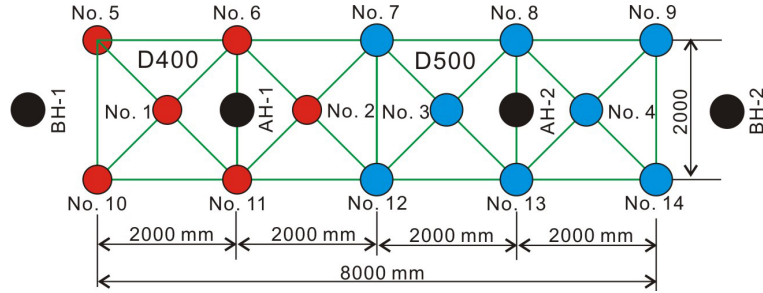 No. 5
No. 6
No. 7
No. 8
No. 9
D400
D500
BH-1
No. 1
AH-1
No. 2
No. 3
AH-2
No. 4
2000
BH-2
No. 10
No. 11
No. 12
No. 13
No. 14
2000 mm
2000 mm
2000 mm
2000 mm
8000 mm